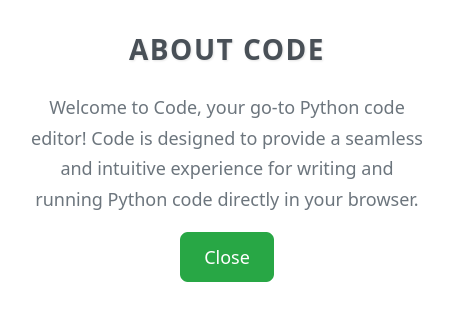 ABOUT CODE
Welcome to Code, your go-to Python code
editor! Code is designed to provide a seamless
and intuitive experience for writing and
running Python code directly in your browser.
Close